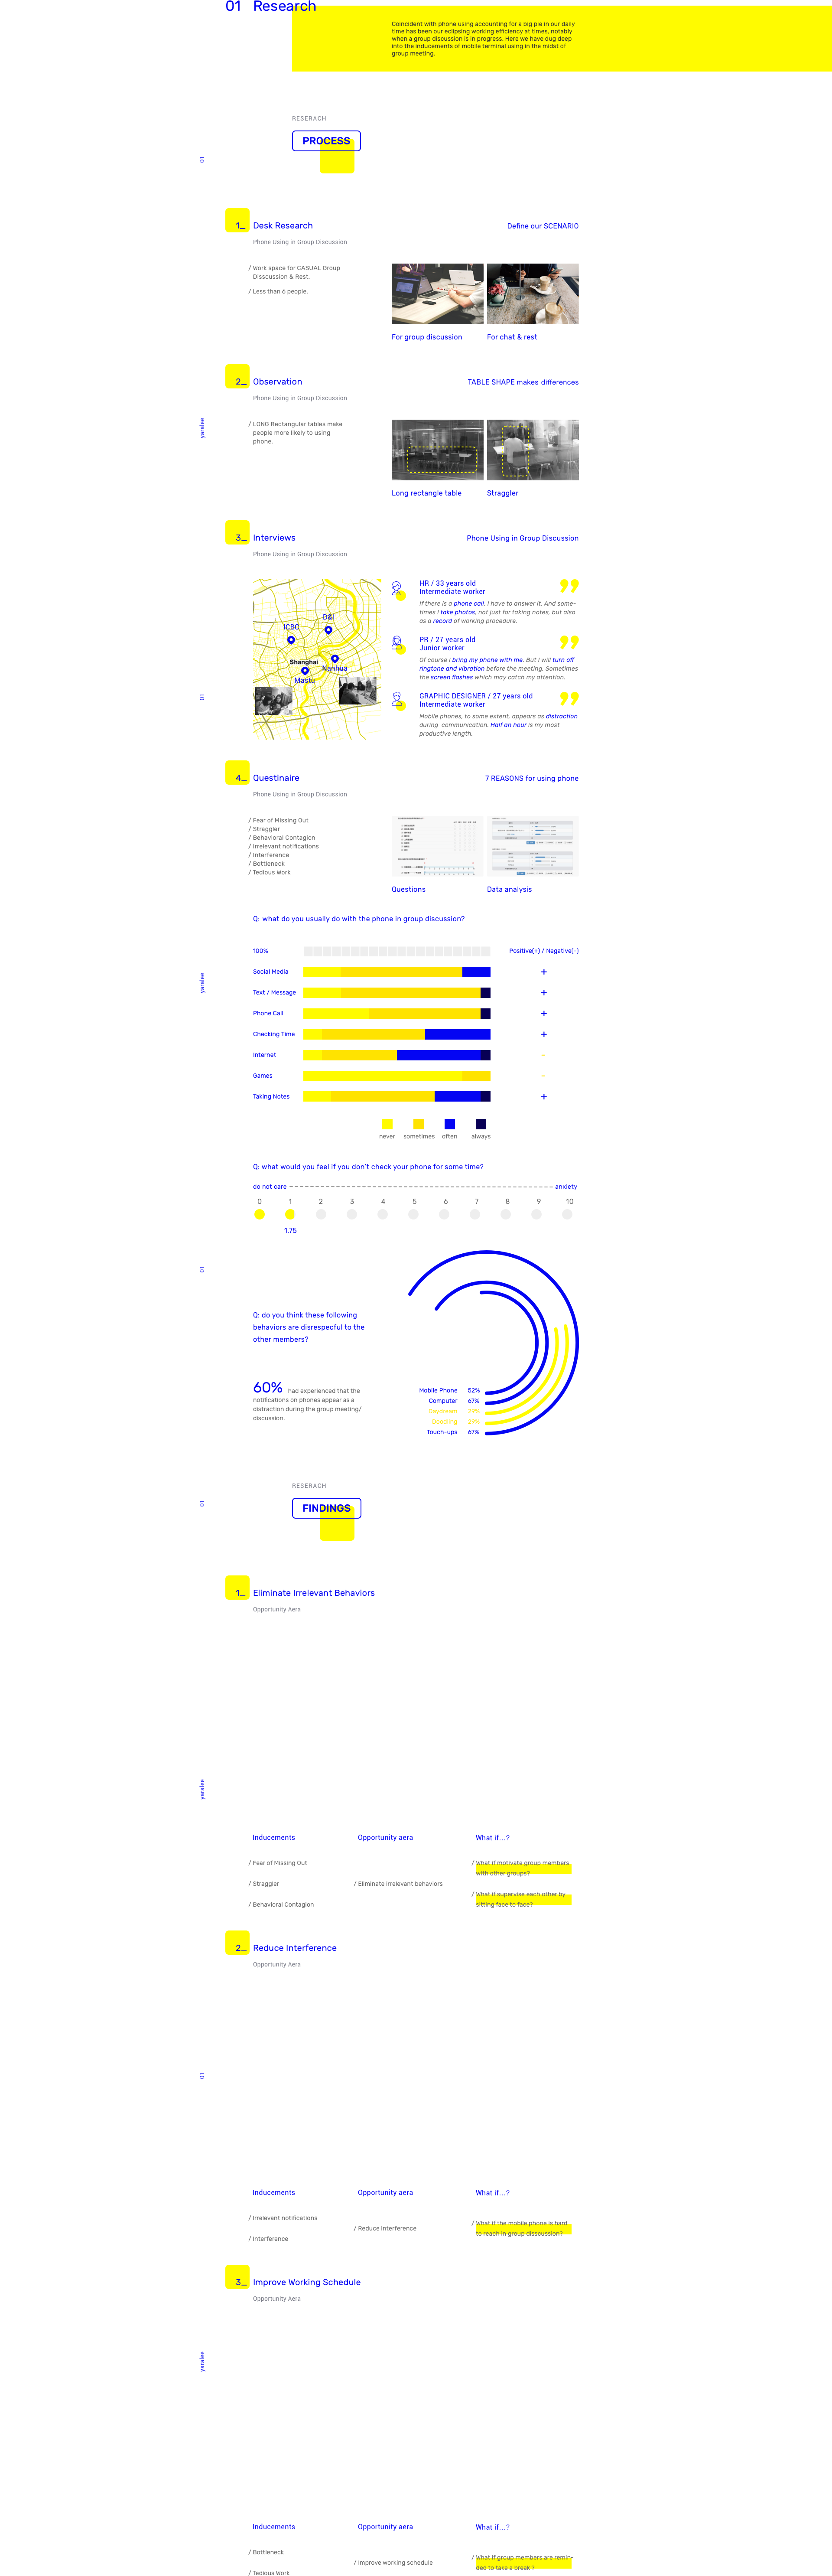 01 Research
Coincident with phone using accounting for a big pie in our daily
time has been our eclipsing working efficiency at times, notably
when a group discussion is in progress. Here we have dug deep
into the inducements of mobile terminal using in the midst of
group meeting.
RESERACH
PROCESS
01
1_ Desk Research
Define our SCENARIO
Phone Using in Group Discussion
/ Work space for CASUAL Group
Disscussion & Rest.
/ Less than 6 people.
For group discussion
For chat & rest
2_ Observation
TABLE SHAPE makes differences
Phone Using in Group Discussion
yaralee
/ LONG Rectangular tables make
people more likely to using
phone.
Long rectangle table
Straggler
3_ Interviews
Phone Using in Group Discussion
Phone Using in Group Discussion
D&I
ICBC
Shanghai
Nanhua
Mastu
HR / 33 years old
Intermediate worker
If there is a phone call, I have to answer it. And some-
times I take photos, not just for taking notes, but also
as a record of working procedure.
PR / 27 years old
Junior worker
Of course I bring my phone with me. But I will turn off
ringtone and vibration before the meeting. Sometimes
the screen flashes which may catch my attention.
01
GRAPHIC DESIGNER / 27 years old
Intermediate worker
Mobile phones, to some extent, appears as distraction
during communication. Half an hour is my most
productive length.
4_ Questinaire
7 REASONS for using phone
Phone Using in Group Discussion
/ Fear of Missing Out
/ Straggler
/ Behavioral Contagion
/ Irrelevant notifications
/ Interference
/ Bottleneck
/ Tedious Work
Questions
Data analysis
Q: what do you usually do with the phone in group discussion?
100%
Positive(+) / Negative(-)
yaralee
Social Media +
Text / Message +
Phone Call +
Checking Time +
Internet -
Games -
Taking Notes +
never sometimes often always
Q: what would you feel if you don't check your phone for some time?
do not care
anxiety
0 1 2 3 4 5 6 7 8 9 10
1.75
01
Q: do you think these following
behaviors are disrespecful to the
other members?
60% had experienced that the
notifications on phones appear as a
distraction during the group meeting/
discussion.
Mobile Phone 52%
Computer 67%
Daydream 29%
Doodling 29%
Touch-ups 67%
RESERACH
01
FINDINGS
1_ Eliminate Irrelevant Behaviors
Opportunity Aera
yaralee
Inducements
Opportunity aera
What if...?
/ Fear of Missing Out
/ Straggler
/ Behavioral Contagion
/ Eliminate irrelevant behaviors
/ What if motivate group members
with other groups?
/ What if supervise each other by
sitting face to face?
2_ Reduce Interference
Opportunity Aera
01
Inducements
Opportunity aera
What if...?
/ Irrelevant notifications
/ Interference
/ Reduce interference
/ What if the mobile phone is hard
to reach in group disscussion?
3_ Improve Working Schedule
Opportunity Aera
yaralee
Inducements
Opportunity aera
What if...?
/ Bottleneck
/ Tedious Work
/ Improve working schedule
/ What if group members are remin-
ded to take a break ?